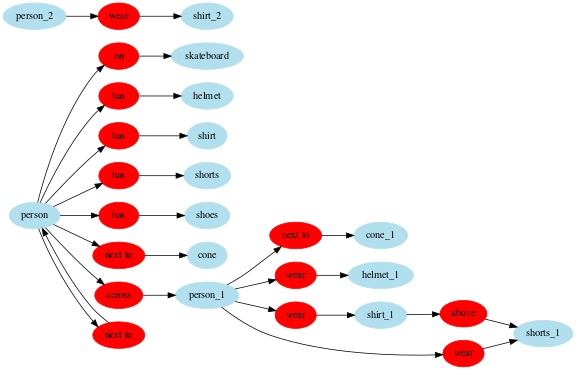 person_2 wear shirt_2
on skateboard
has helmet
has shirt
has shorts
person has shoes
next to cone_1
next to cone
wear helmet_1
across person_1
wear shirt_1 above
next to
shorts_1
wear